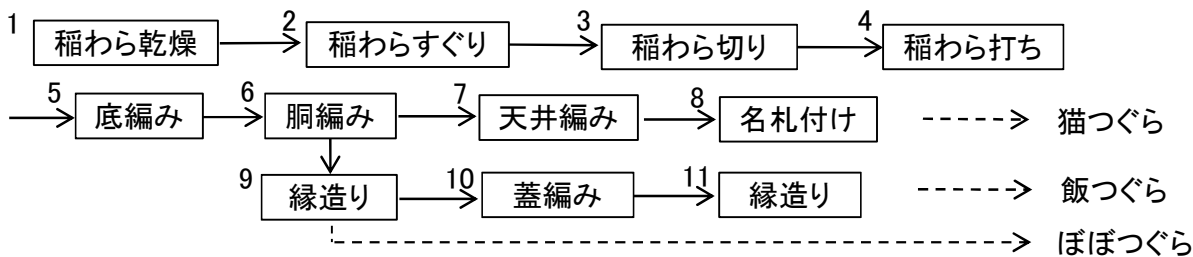 1 稲わら乾燥 2 稲わらすぐり 3 稲わら切り 4 稲わら打ち
5 底編み 6 胴編み 7 天井編み 8 名札付け 猫つぐら
9 縁造り 10 蓋編み 11 縁造り 飯つぐら
ぼぼつぐら